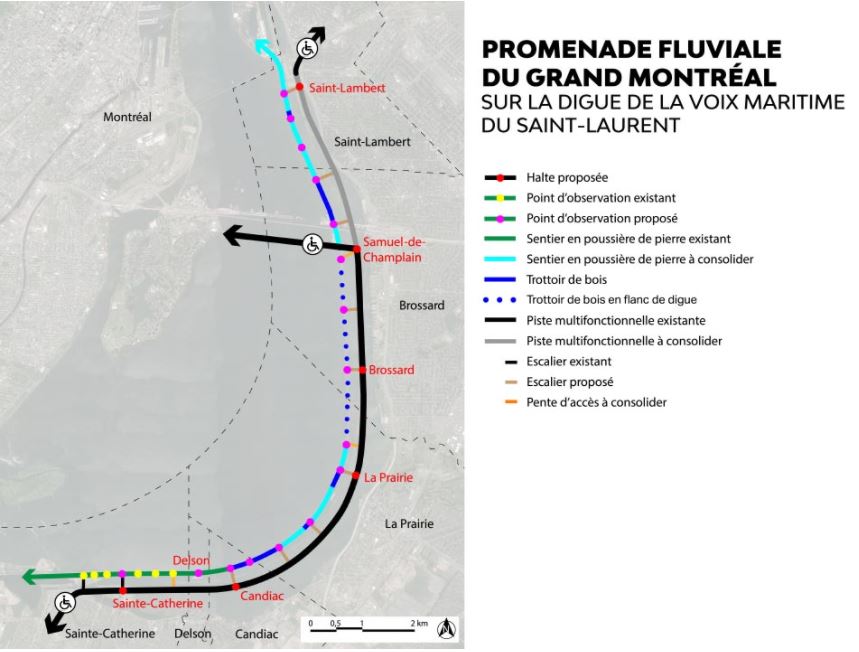 PROMENADE FLUVIALE
DU GRAND MONTRÉAL
SUR LA DIGUE DE LA VOIX MARITIME
DU SAINT-LAURENT
Halte proposée
Point d'observation existant
Point d'observation proposé
Sentier en poussière de pierre existant
Sentier en poussière de pierre à consolider
Trottoir de bois
Trottoir de bois en flanc de digue
Piste multifonctionnelle existante
Piste multifonctionnelle à consolider
Escalier existant
Escalier proposé
Pente d'accès à consolider
Saint-Lambert
Montréal
Saint-Lambert
Samuel-de-
Champlain
Brossard
Brossard
La Prairie
La Prairie
Delson
Candiac
Sainte-Catherine
Sainte-Catherine
Delson
Candiac
0 0,5 1 2 km
N